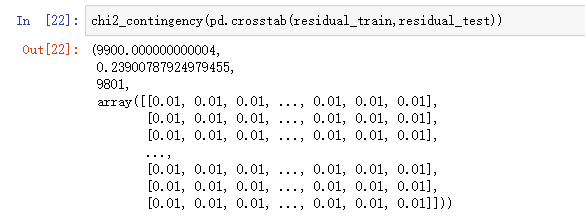 In [22]: chi2_contingency(pd.crosstab(residual_train,residual_test))
Out[22]: (9900.000000000004,
0.23900787924979455,
9801,
array([[0.01, 0.01, 0.01, ..., 0.01, 0.01, 0.01],
[0.01, 0.01, 0.01, ..., 0.01, 0.01, 0.01],
[0.01, 0.01, 0.01, ..., 0.01, 0.01, 0.01],
...,
[0.01, 0.01, 0.01, ..., 0.01, 0.01, 0.01],
[0.01, 0.01, 0.01, ..., 0.01, 0.01, 0.01],
[0.01, 0.01, 0.01, ..., 0.01, 0.01, 0.01]]))